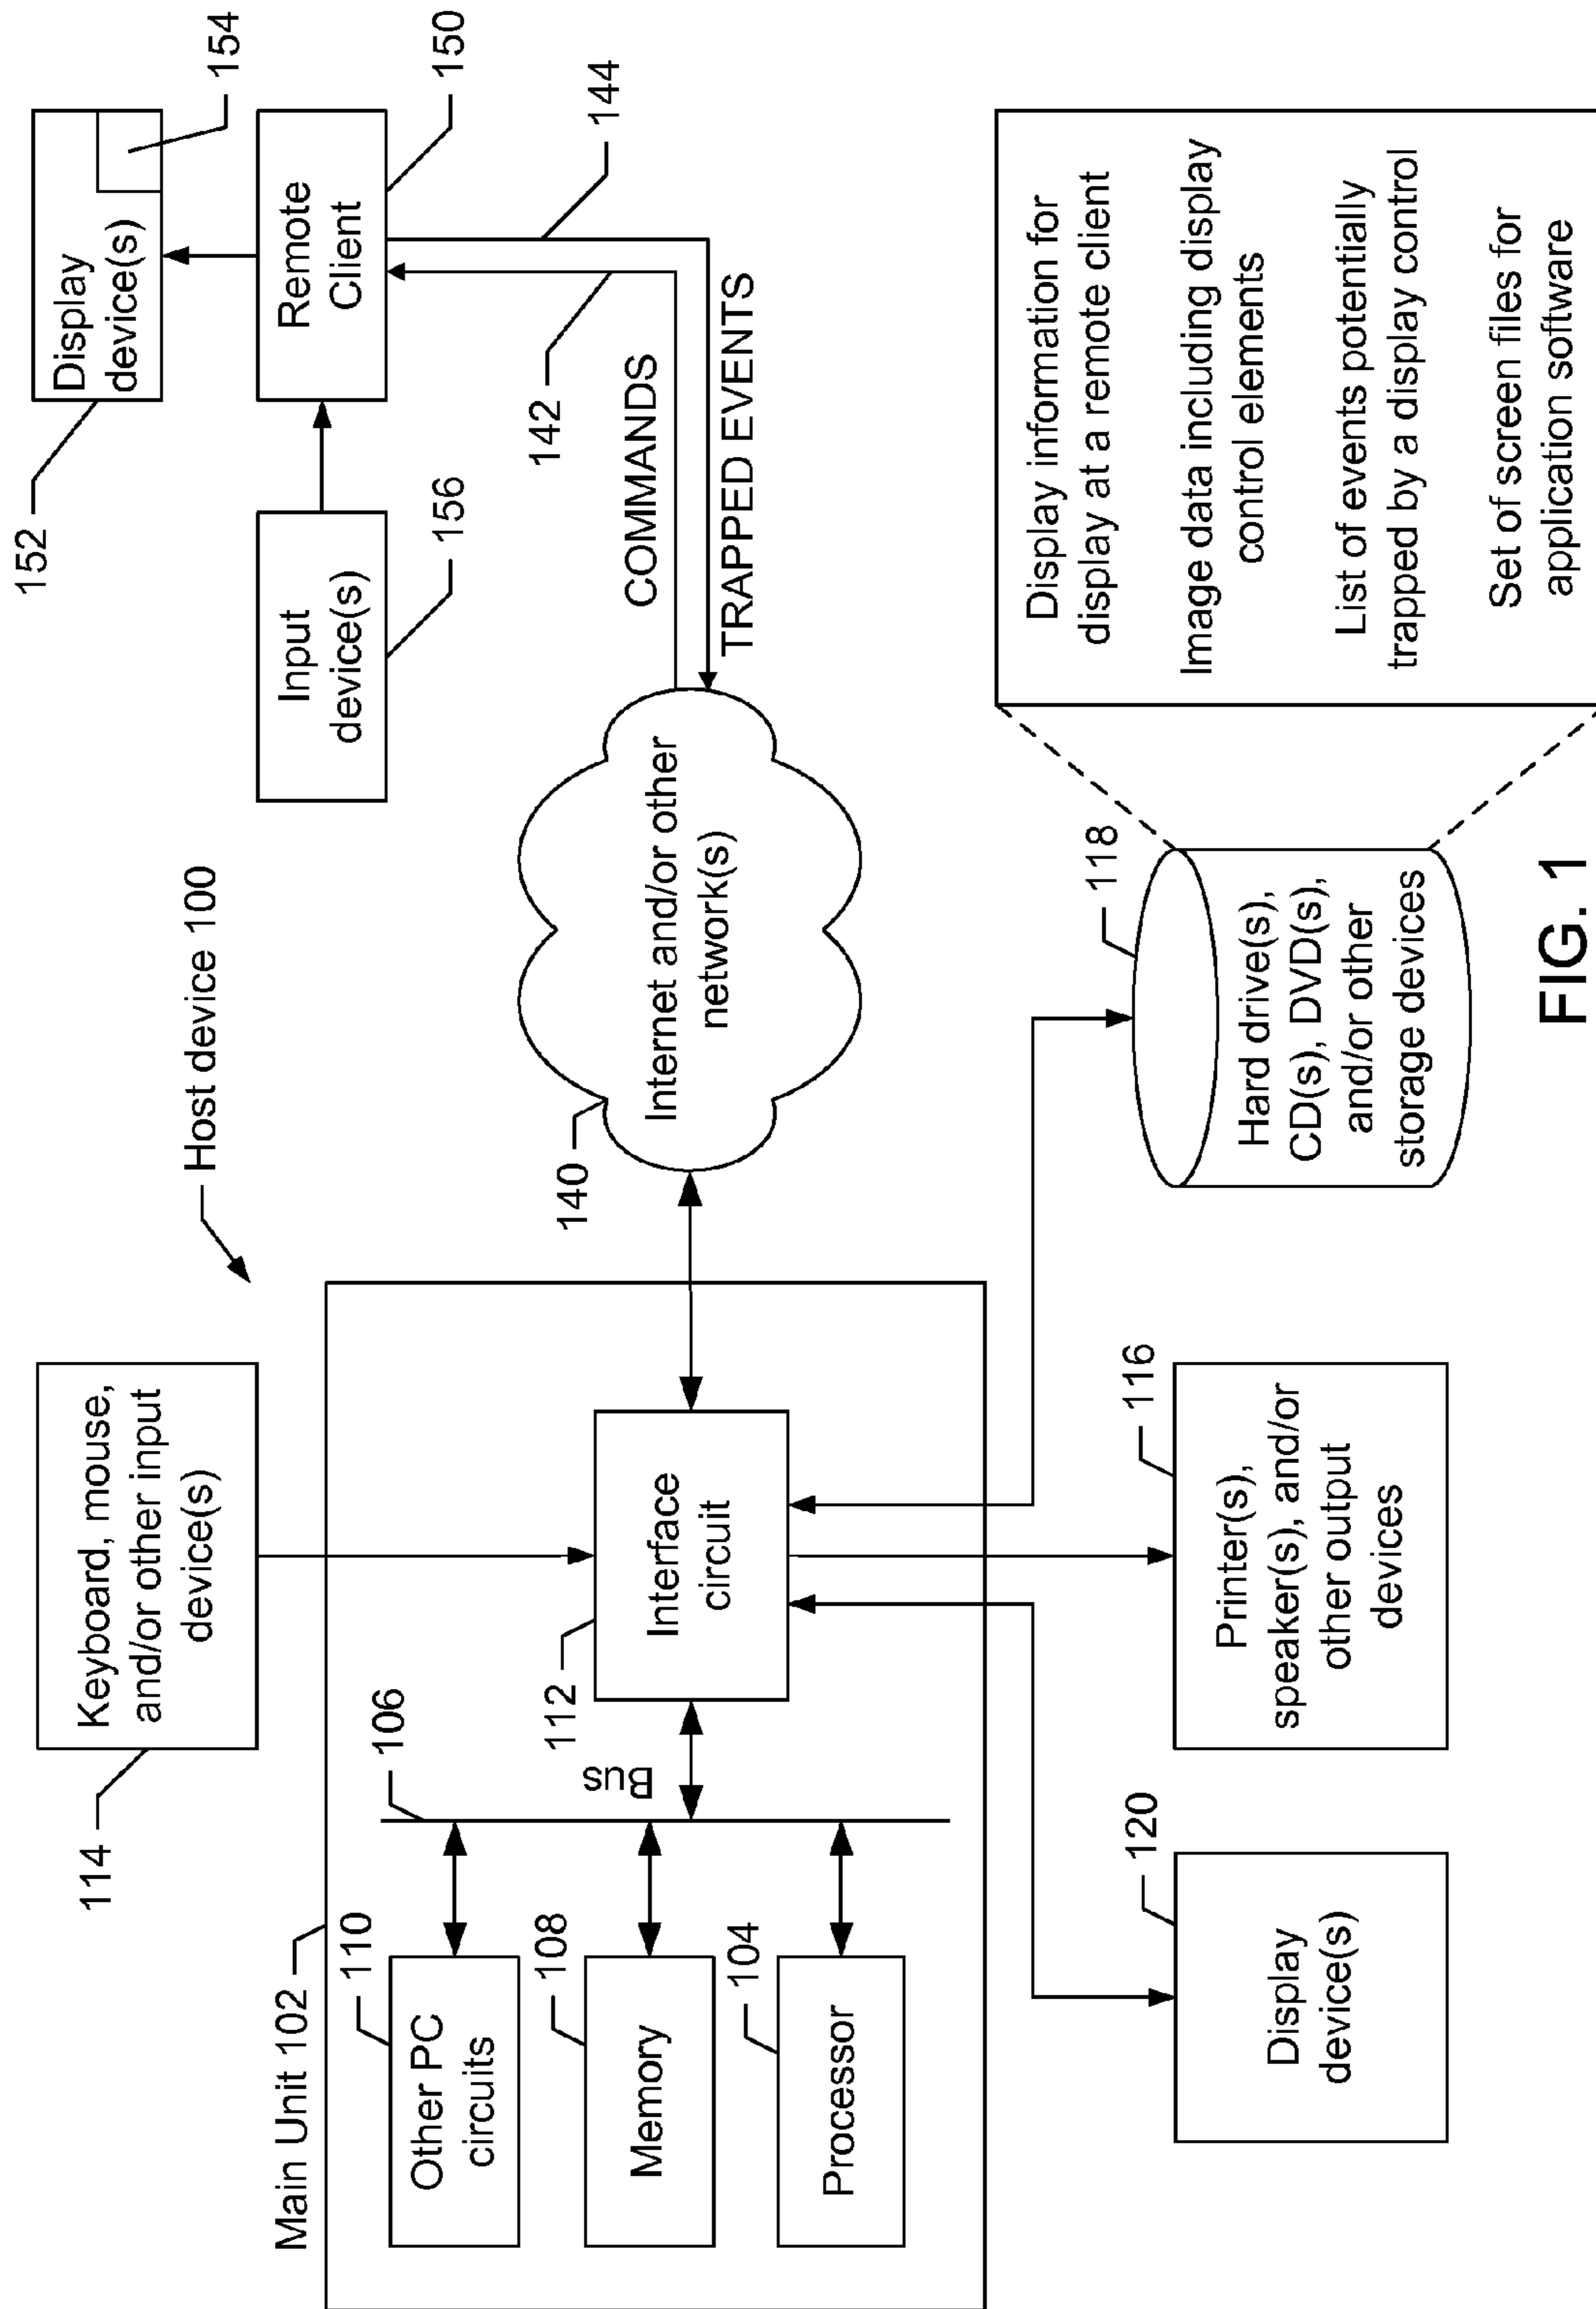 Host device 100
Main Unit 102
114
Keyboard, mouse,
and/or other input
device(s)
110
Other PC
circuits
108
Memory
104
Processor
106
Bus
112
Interface
circuit
120
Display
device(s)
116
Printer(s),
speaker(s), and/or
other output
devices
118
Hard drive(s),
CD(s), DVD(s),
and/or other
storage devices
140
Internet and/or other
network(s)
COMMANDS
TRAPPED EVENTS
142
144
152
Display
device(s)
154
Remote
Client
150
Input
device(s)
156
Display information for
display at a remote client
Image data including display
control elements
List of events potentially
trapped by a display control
Set of screen files for
application software
FIG. 1